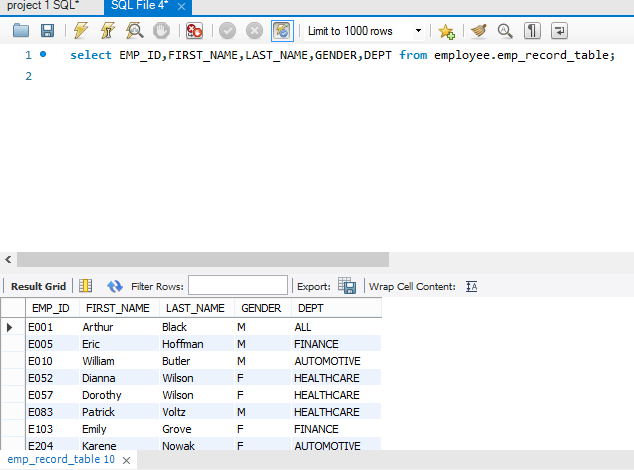 project 1 SQL* SQL File 4* ×
Limit to 1000 rows
1 select EMP_ID,FIRST_NAME,LAST_NAME,GENDER,DEPT from employee.emp_record_table;
2
Result Grid Filter Rows: Export: Wrap Cell Content:
EMP_ID FIRST_NAME LAST_NAME GENDER DEPT
E001 Arthur Black M ALL
E005 Eric Hoffman M FINANCE
E010 William Butler M AUTOMOTIVE
E052 Dianna Wilson F HEALTHCARE
E057 Dorothy Wilson F HEALTHCARE
E083 Patrick Voltz M HEALTHCARE
E103 Emily Grove F FINANCE
E204 Karene Nowak F AUTOMOTIVE
emp_record_table 10 ×